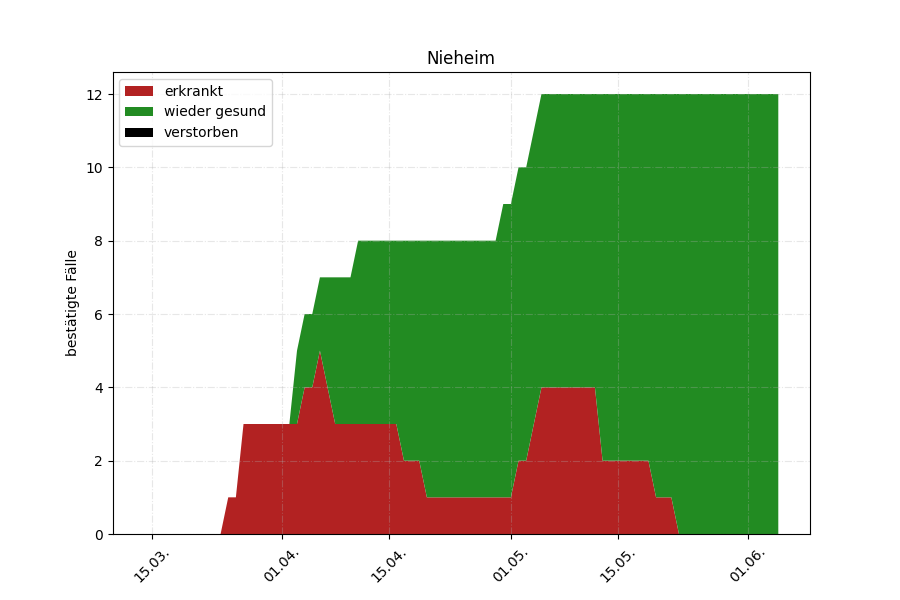 Nieheim
erkrankt
wieder gesund
verstorben
bestätigte Fälle
12
10
8
6
4
2
0
15.03.
01.04.
15.04.
01.05.
15.05.
01.06.